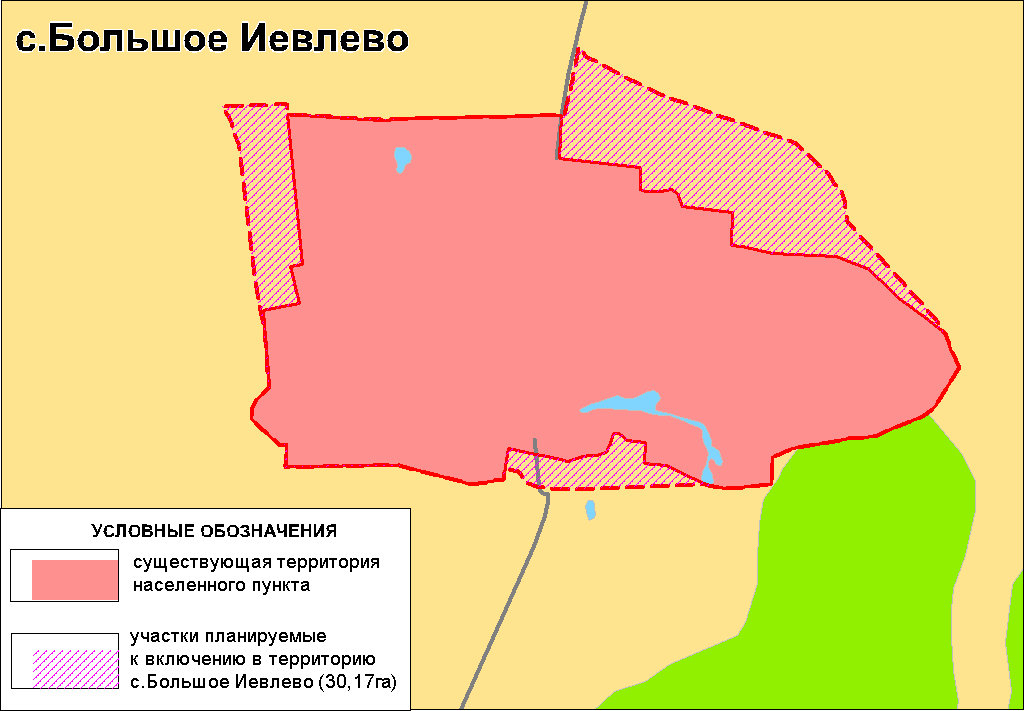 с.Большое Иевлево
УСЛОВНЫЕ ОБОЗНАЧЕНИЯ
существующая территория
населенного пункта
участки планируемые
к включению в территорию
с.Большое Иевлево (30,17га)